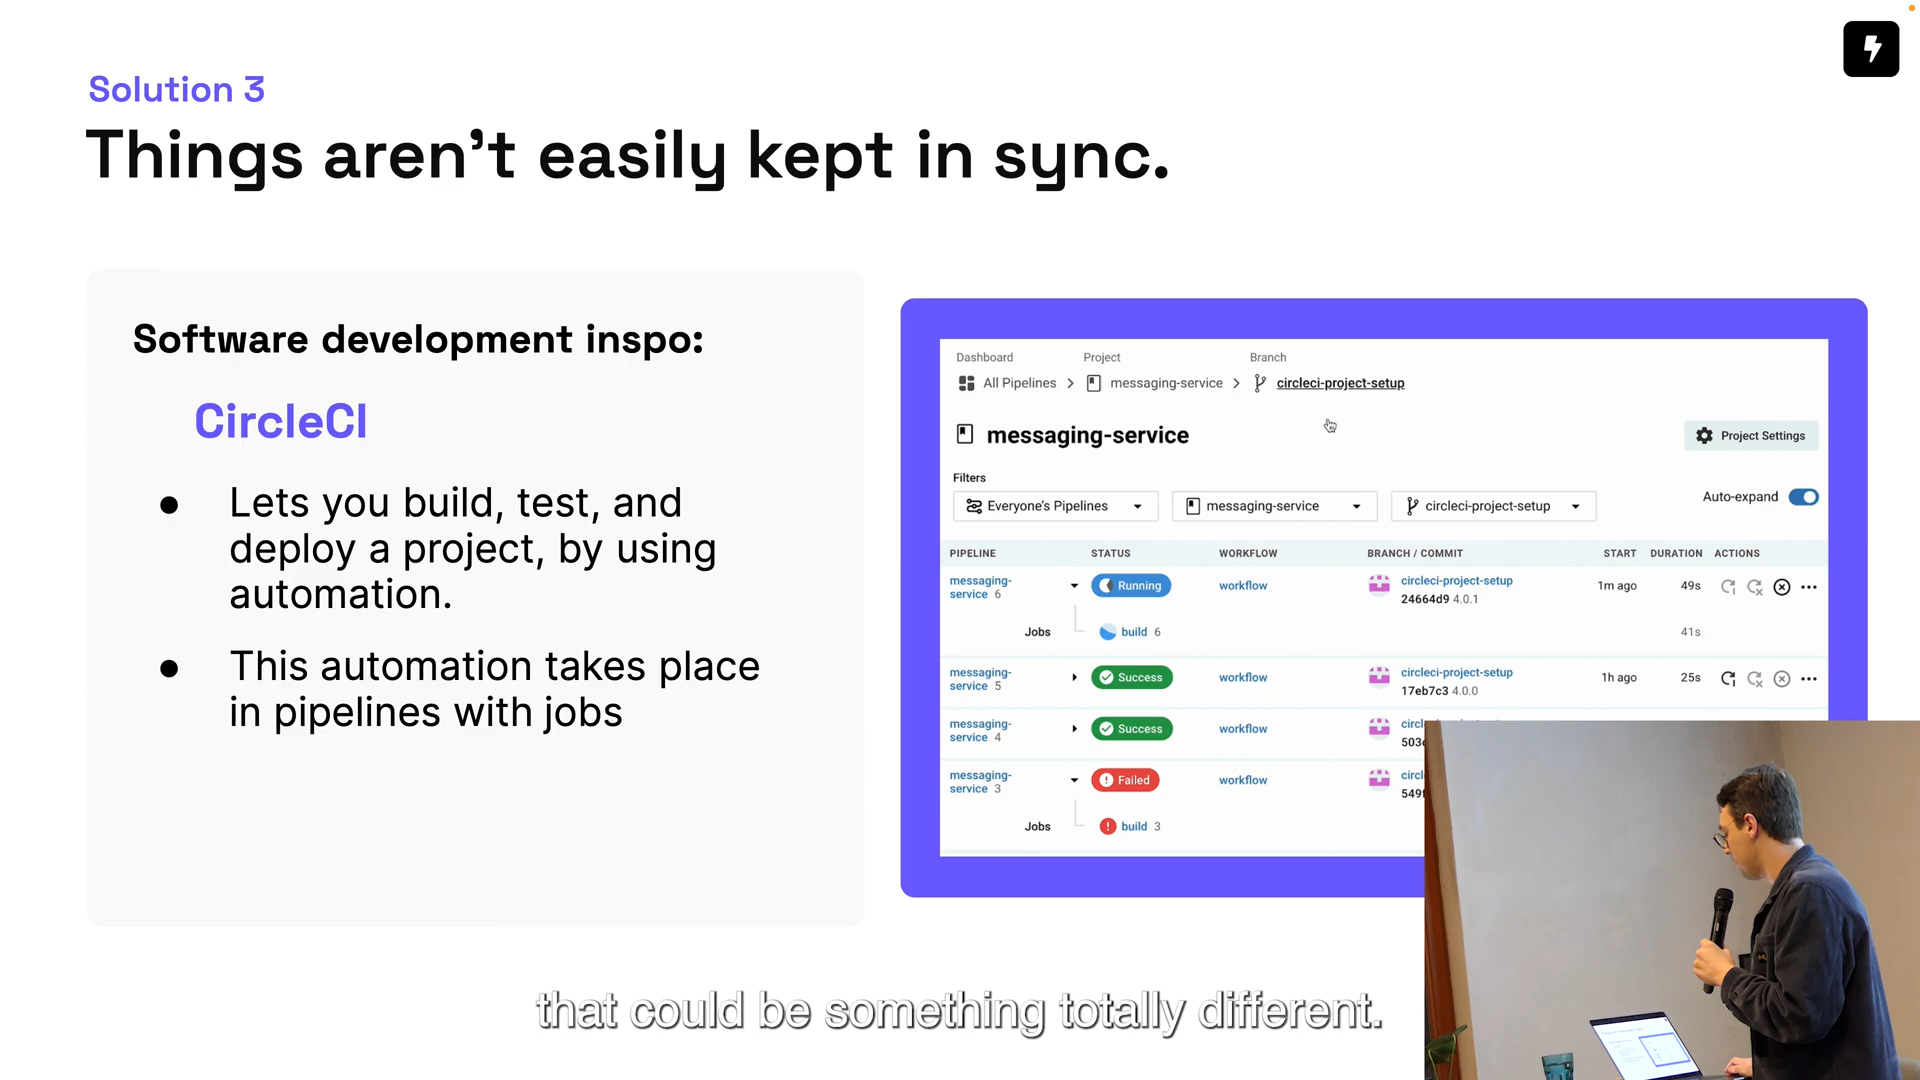 Solution 3
Things aren't easily kept in sync.
Software development inspo:
CircleCI
● Lets you build, test, and
deploy a project, by using
automation.
● This automation takes place
in pipelines with jobs
Dashboard Project Branch
All Pipelines > messaging-service > circleci-project-setup
messaging-service
Project Settings
Filters
Everyone's Pipelines messaging-service circleci-project-setup
Auto-expand
PIPELINE STATUS WORKFLOW BRANCH / COMMIT START DURATION ACTIONS
messaging-
service 6 Running workflow circleci-project-setup 1m ago 49s
24664d9 4.0.1
Jobs build 6 41s
messaging-
service 5 Success workflow circleci-project-setup 1h ago 25s
17eb7c3 4.0.0
messaging-
service 4 Success workflow
messaging-
service 3 Failed workflow
Jobs build 3
that could be something totally different.